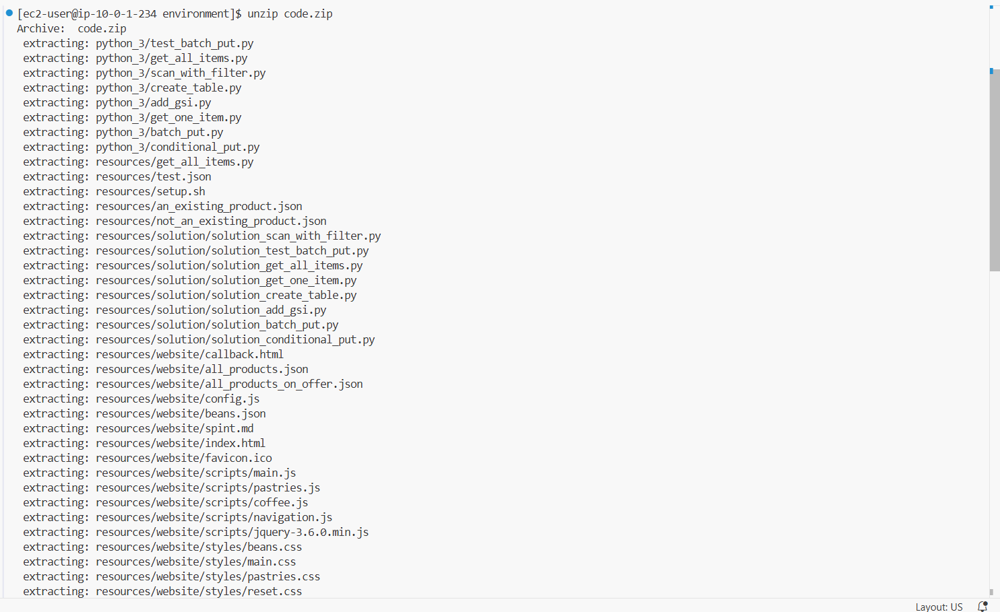 [ec2-user@ip-10-0-1-234 environment]$ unzip code.zip
Archive:  code.zip
 extracting: python_3/test_batch_put.py
 extracting: python_3/get_all_items.py
 extracting: python_3/scan_with_filter.py
 extracting: python_3/create_table.py
 extracting: python_3/add_gsi.py
 extracting: python_3/get_one_item.py
 extracting: python_3/batch_put.py
 extracting: python_3/conditional_put.py
 extracting: resources/get_all_items.py
 extracting: resources/test.json
 extracting: resources/setup.sh
 extracting: resources/an_existing_product.json
 extracting: resources/not_an_existing_product.json
 extracting: resources/solution/solution_scan_with_filter.py
 extracting: resources/solution/solution_test_batch_put.py
 extracting: resources/solution/solution_get_all_items.py
 extracting: resources/solution/solution_get_one_item.py
 extracting: resources/solution/solution_create_table.py
 extracting: resources/solution/solution_add_gsi.py
 extracting: resources/solution/solution_batch_put.py
 extracting: resources/solution/solution_conditional_put.py
 extracting: resources/website/callback.html
 extracting: resources/website/all_products.json
 extracting: resources/website/all_products_on_offer.json
 extracting: resources/website/config.js
 extracting: resources/website/beans.json
 extracting: resources/website/spint.md
 extracting: resources/website/index.html
 extracting: resources/website/favicon.ico
 extracting: resources/website/scripts/main.js
 extracting: resources/website/scripts/pastries.js
 extracting: resources/website/scripts/coffee.js
 extracting: resources/website/scripts/navigation.js
 extracting: resources/website/scripts/jquery-3.6.0.min.js
 extracting: resources/website/styles/beans.css
 extracting: resources/website/styles/main.css
 extracting: resources/website/styles/pastries.css
 extracting: resources/website/styles/reset.css
Layout: US